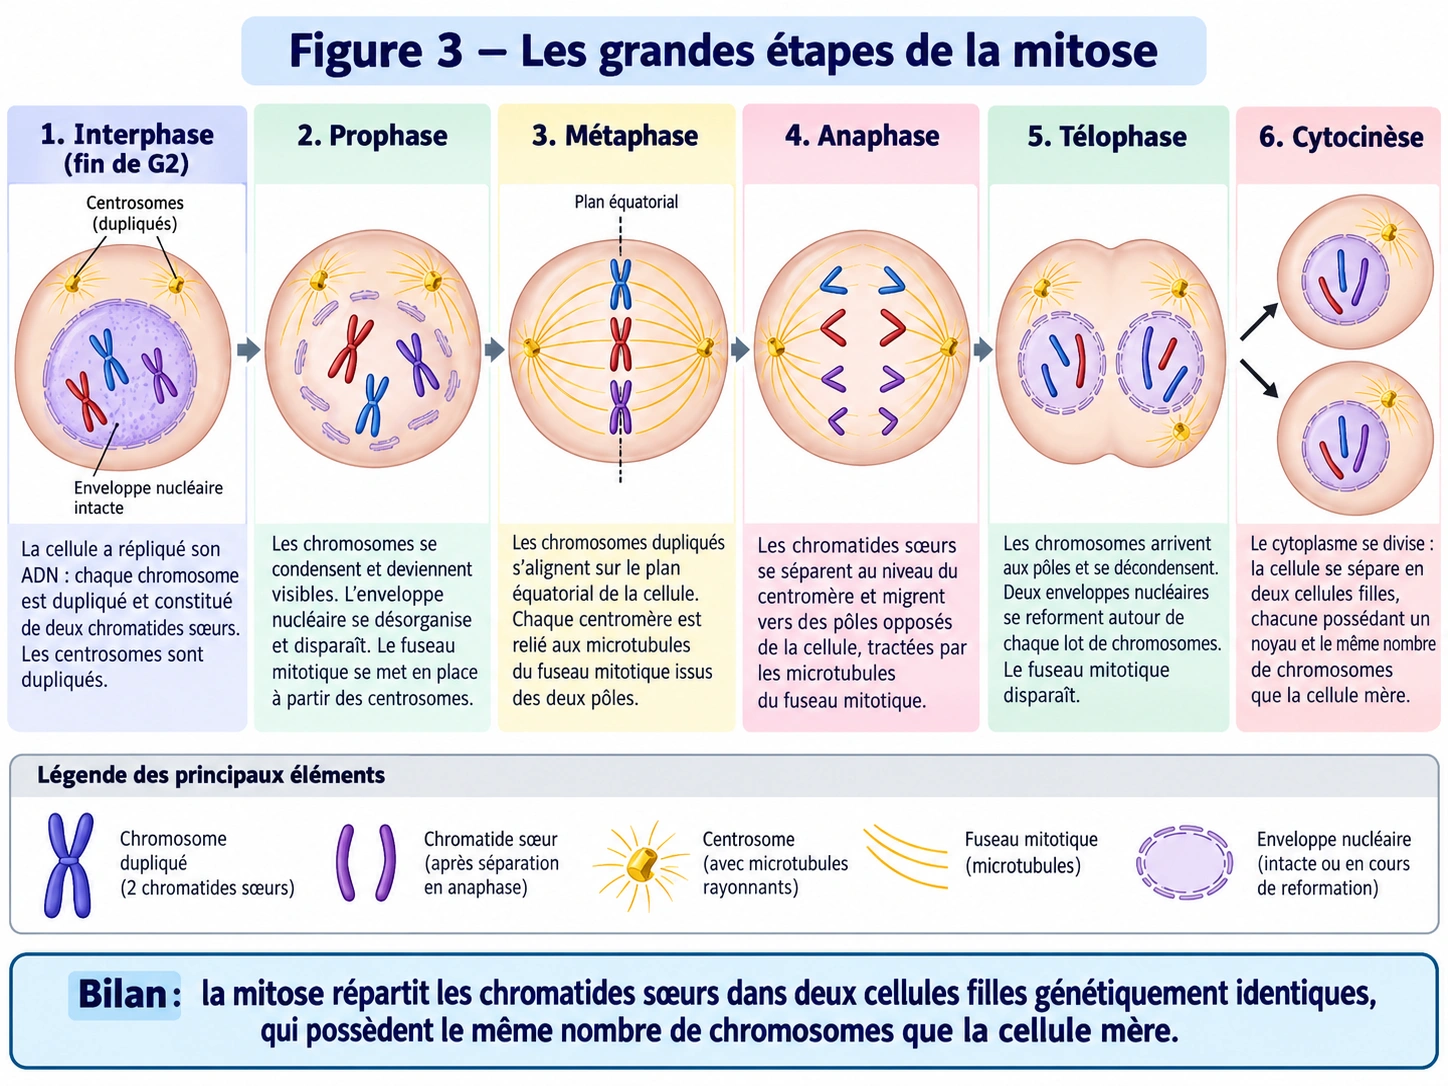 Figure 3 – Les grandes étapes de la mitose
1. Interphase
(fin de G2)
Centrosomes
(dupliqués)
Enveloppe nucléaire
intacte
La cellule a répliqué son
ADN : chaque chromosome
est dupliqué et constitué
de deux chromatides sœurs.
Les centrosomes sont
dupliqués.
2. Prophase
Les chromosomes se
condensent et deviennent
visibles. L’enveloppe
nucléaire se désorganise
et disparaît. Le fuseau
mitotique se met en place
à partir des centrosomes.
3. Métaphase
Plan équatorial
Les chromosomes dupliqués
s’alignent sur le plan
équatorial de la cellule.
Chaque centromère est
relié aux microtubules
du fuseau mitotique issus
des deux pôles.
4. Anaphase
Les chromatides sœurs
se séparent au niveau du
centromère et migrent
vers des pôles opposés
de la cellule, tractées par
les microtubules
du fuseau mitotique.
5. Télophase
Les chromosomes arrivent
aux pôles et se décondensent.
Deux enveloppes nucléaires
se reforment autour de
chaque lot de chromosomes.
Le fuseau mitotique
disparaît.
6. Cytocinèse
Le cytoplasme se divise :
la cellule se sépare en
deux cellules filles,
chacune possédant un
noyau et le même nombre
de chromosomes
que la cellule mère.
Légende des principaux éléments
Chromosome
dupliqué
(2 chromatides sœurs)
Chromatide sœur
(après séparation
en anaphase)
Centrosome
(avec microtubules
rayonnants)
Fuseau mitotique
(microtubules)
Enveloppe nucléaire
(intacte ou en cours
de reformation)
Bilan : la mitose répartit les chromatides sœurs dans deux cellules filles génétiquement identiques,
qui possèdent le même nombre de chromosomes que la cellule mère.